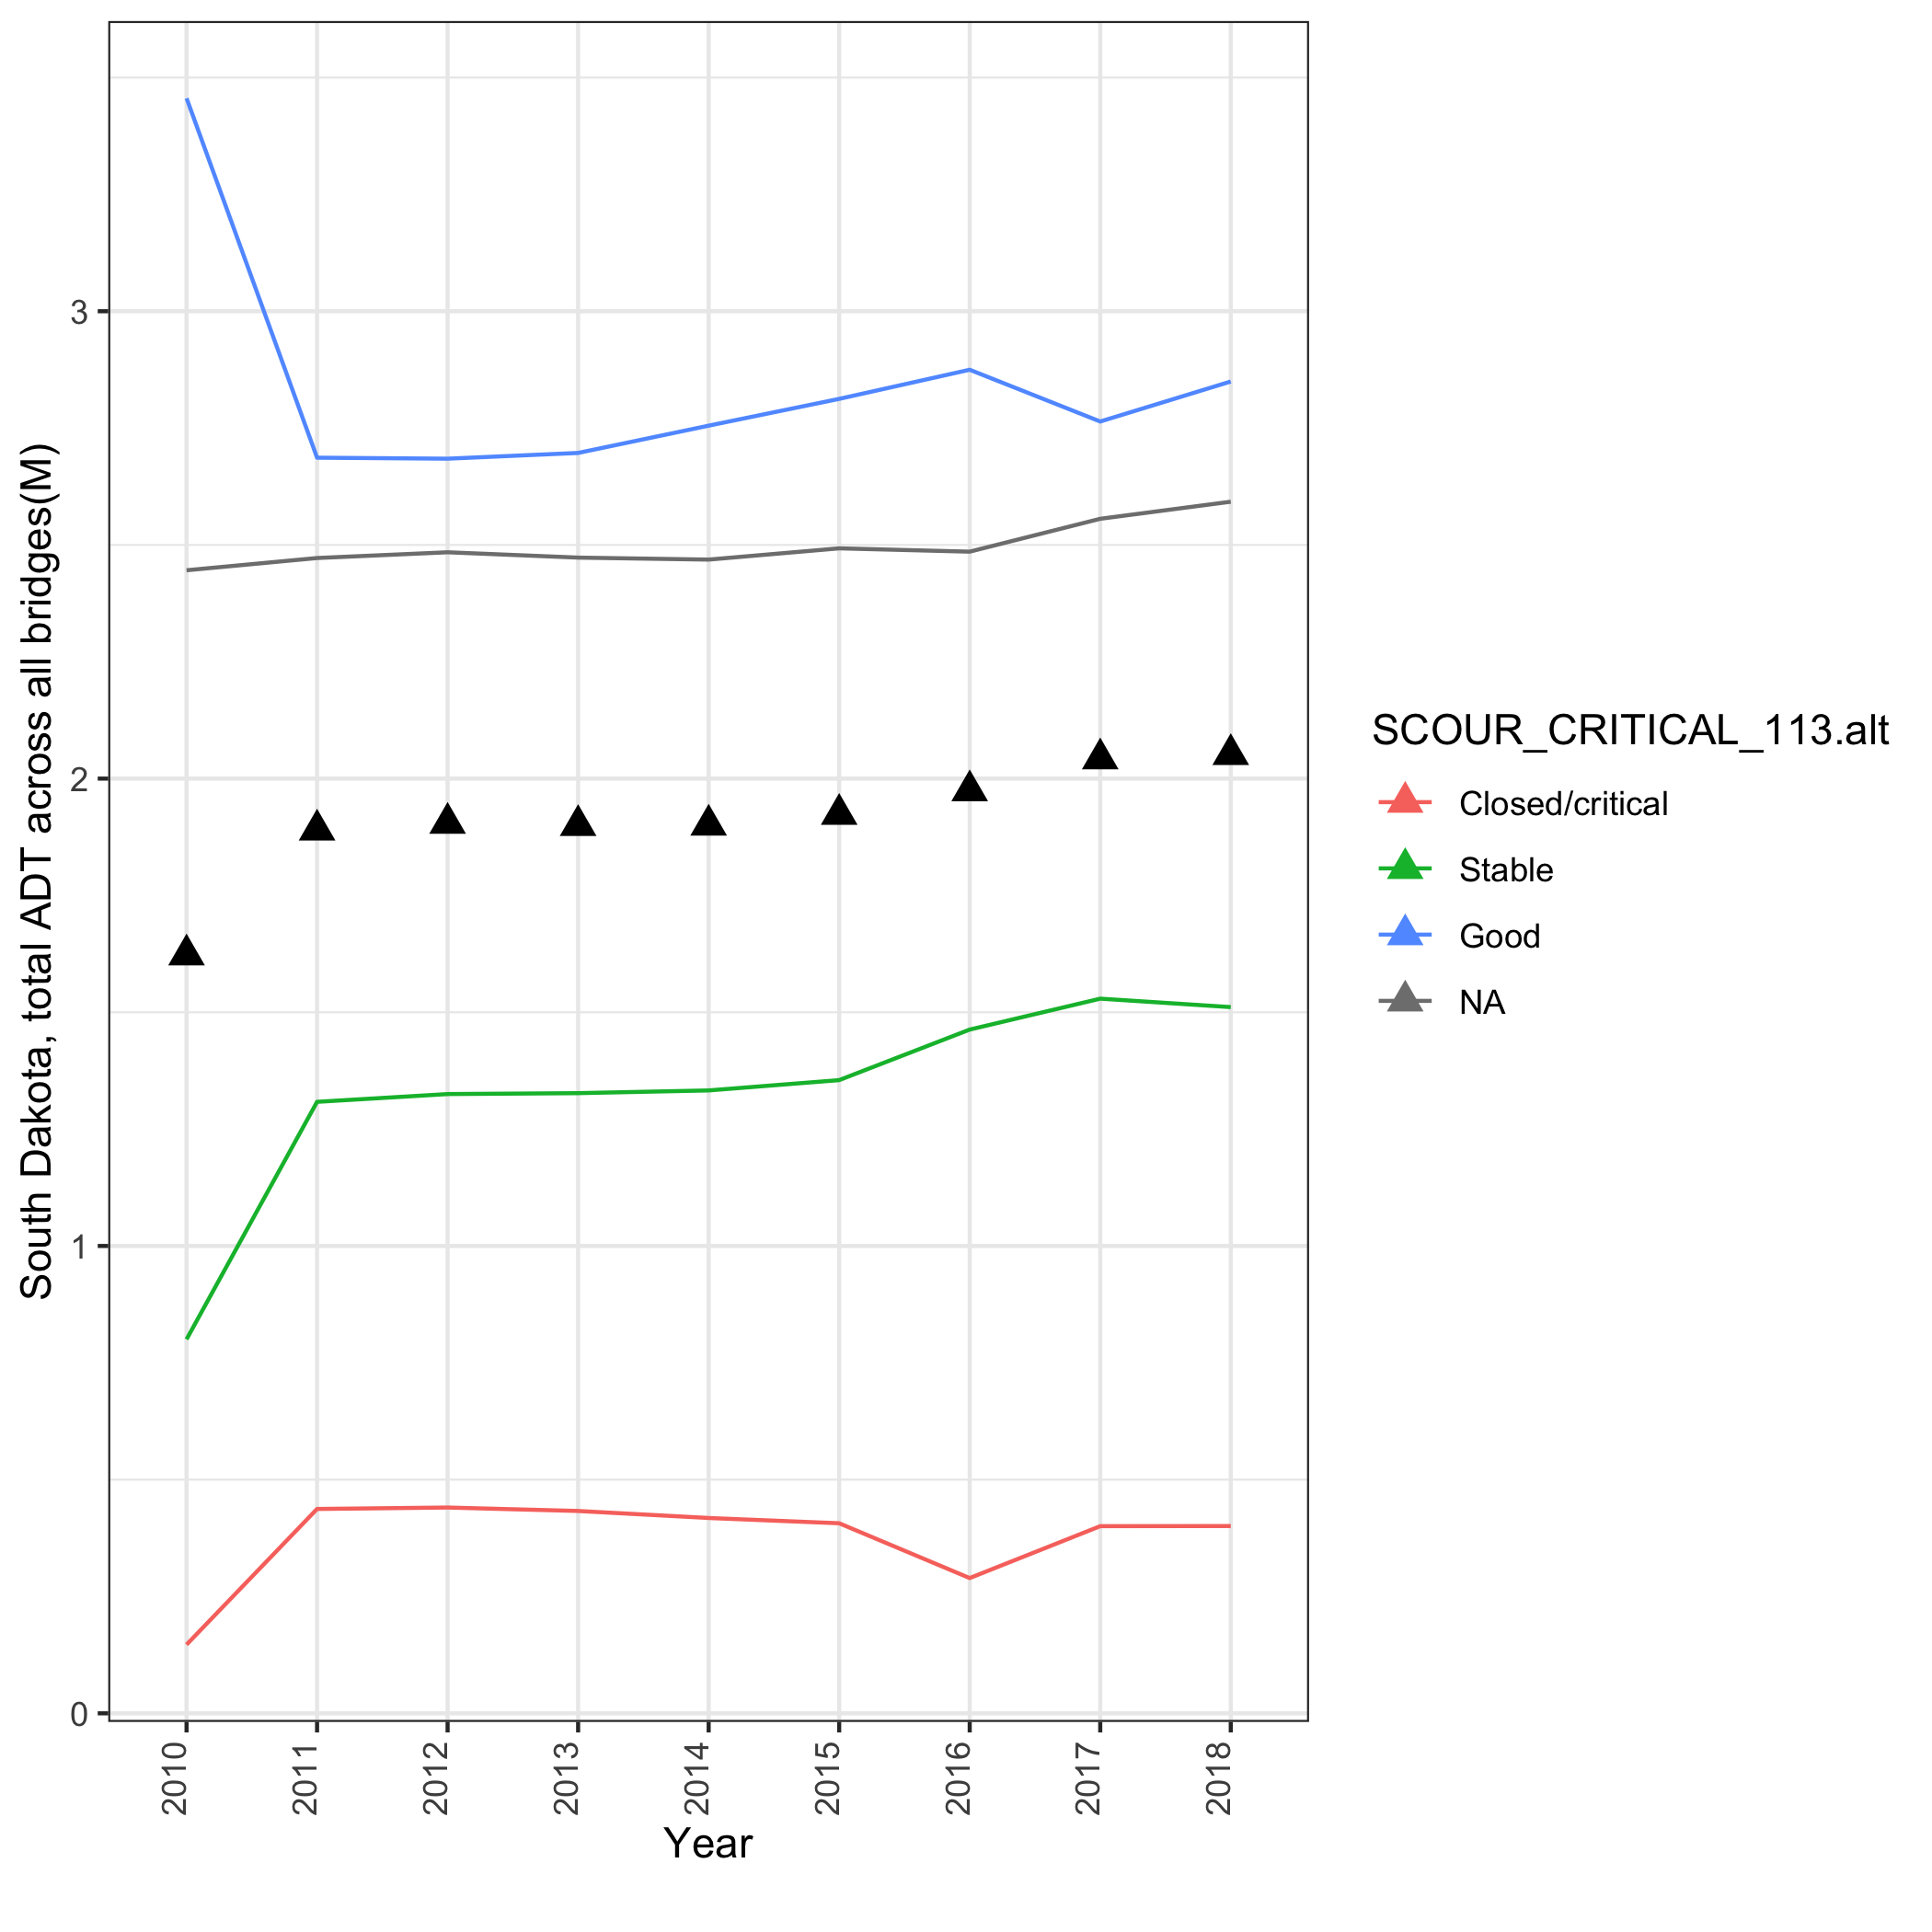 South Dakota, total ADT across all bridges(M)
3
2
1
0
2010
2011
2012
2013
2014
2015
2016
2017
2018
Year
SCOUR_CRITICAL_113.alt
Closed/critical
Stable
Good
NA